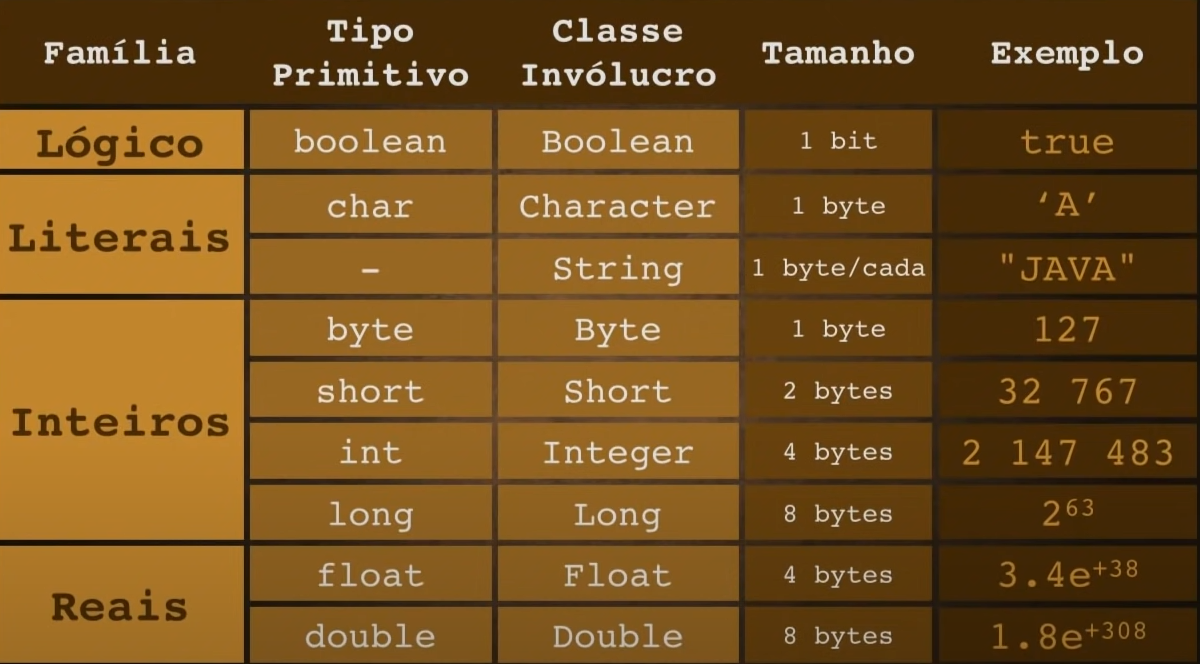 Família Tipo Primitivo Classe Invólucro Tamanho Exemplo
Lógico boolean Boolean 1 bit true
Literais char Character 1 byte ‘A’
– String 1 byte/cada "JAVA"
Inteiros byte Byte 1 byte 127
short Short 2 bytes 32 767
int Integer 4 bytes 2 147 483
long Long 8 bytes 2⁶³
Reais float Float 4 bytes 3.4e⁺³⁸
double Double 8 bytes 1.8e⁺³⁰⁸